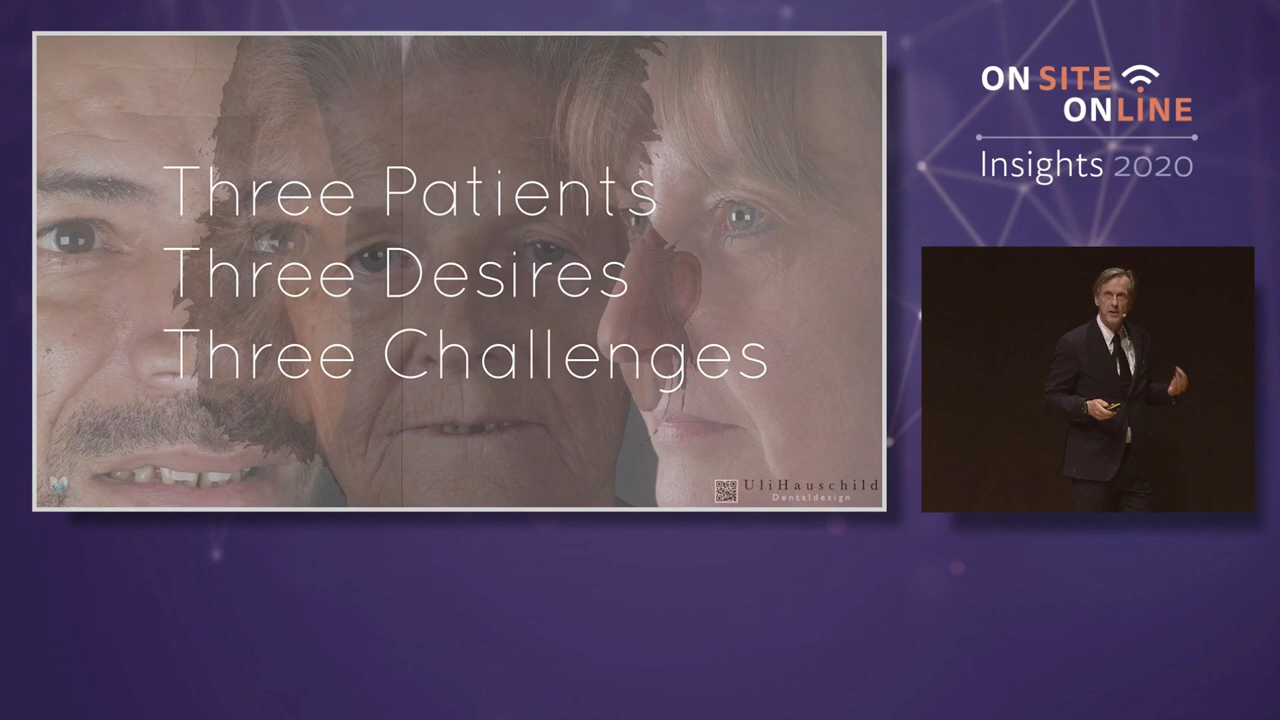 Three Patients
Three Desires
Three Challenges
UliHauschild
Dentaldesign
ON SITE
ONLINE
Insights 2020